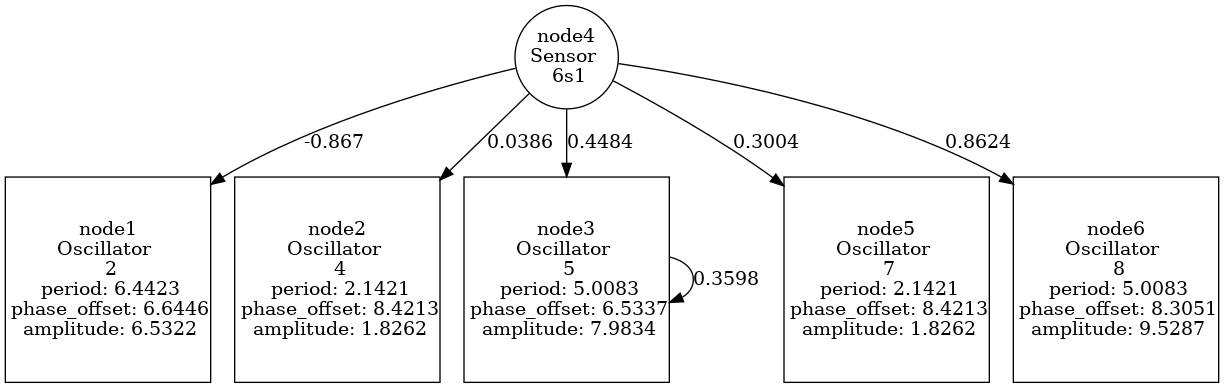 node4
Sensor
6s1
-0.867
0.0386
0.4484
0.3004
0.8624
node1
Oscillator
2
period: 6.4423
phase_offset: 6.6446
amplitude: 6.5322
node2
Oscillator
4
period: 2.1421
phase_offset: 8.4213
amplitude: 1.8262
node3
Oscillator
5
period: 5.0083
phase_offset: 6.5337
amplitude: 7.9834
0.3598
node5
Oscillator
7
period: 2.1421
phase_offset: 8.4213
amplitude: 1.8262
node6
Oscillator
8
period: 5.0083
phase_offset: 8.3051
amplitude: 9.5287